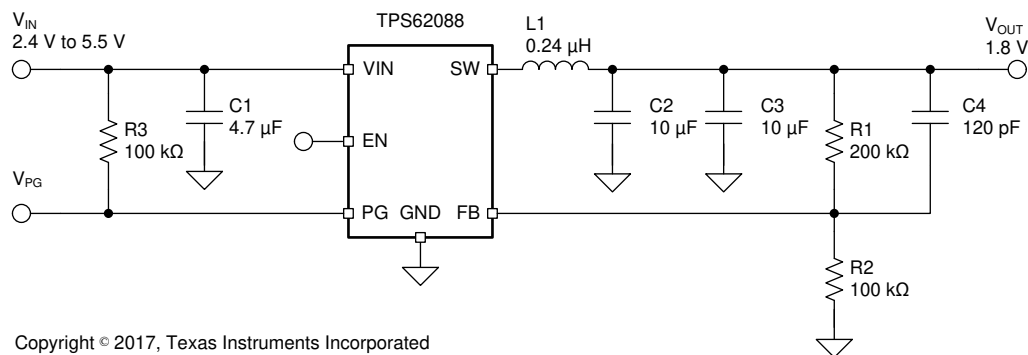 TPS62088
V_IN
2.4 V to 5.5 V
L1
0.24 µH
V_OUT
1.8 V
VIN
SW
C1
4.7 µF
R3
100 kΩ
EN
C2
10 µF
C3
10 µF
R1
200 kΩ
C4
120 pF
V_PG
PG
GND
FB
R2
100 kΩ
Copyright © 2017, Texas Instruments Incorporated